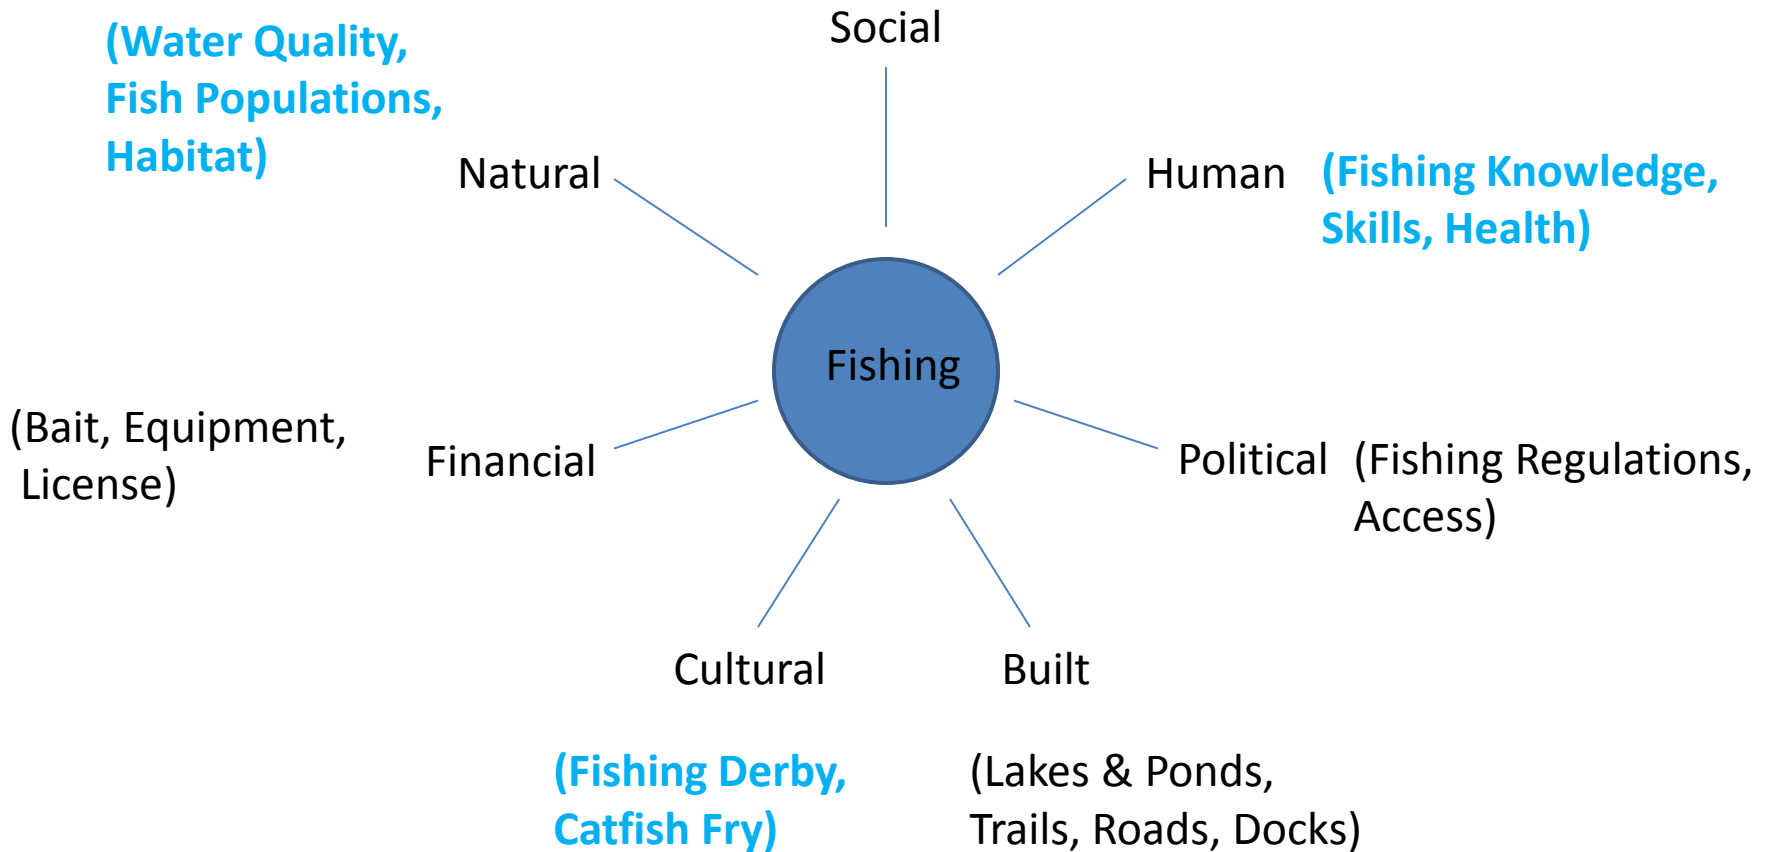 Social
(Water Quality,
Fish Populations,
Habitat)
Natural
Human
(Fishing Knowledge,
Skills, Health)
Fishing
(Bait, Equipment,
License)
Financial
Political
(Fishing Regulations,
Access)
Cultural
Built
(Fishing Derby,
Catfish Fry)
(Lakes & Ponds,
Trails, Roads, Docks)